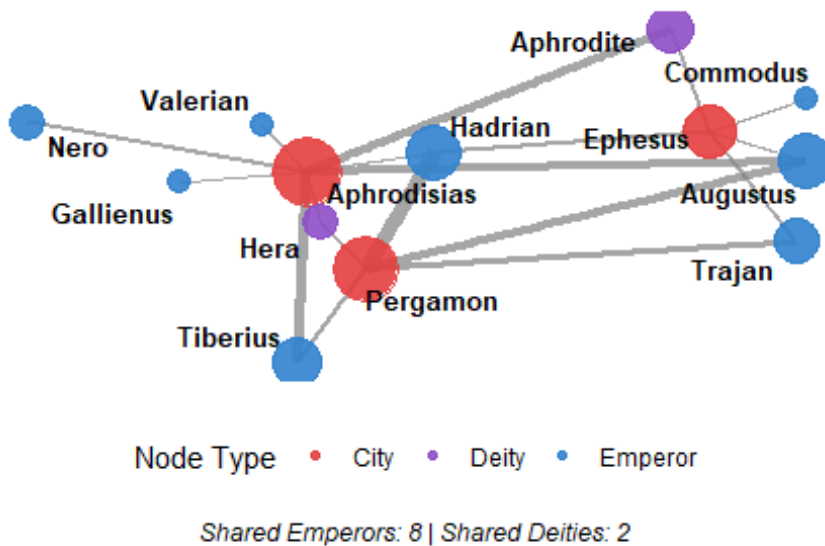 Aphrodite
Commodus
Valerian
Hadrian
Nero
Ephesus
Aphrodisias
Augustus
Gallienus
Hera
Trajan
Pergamon
Tiberius
Node Type City Deity Emperor
Shared Emperors: 8 | Shared Deities: 2